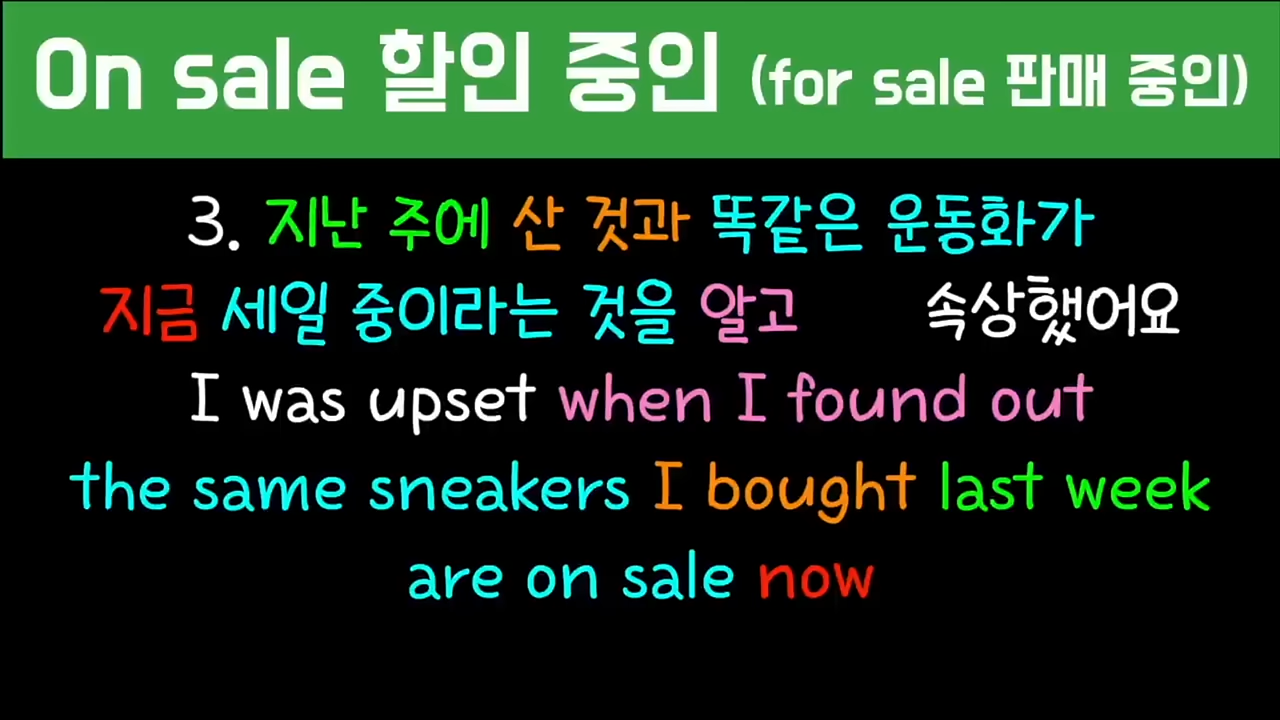 On sale 할인 중인 (for sale 판매 중인)
3. 지난 주에 산 것과 똑같은 운동화가
지금 세일 중이라는 것을 알고 속상했어요
I was upset when I found out
the same sneakers I bought last week
are on sale now